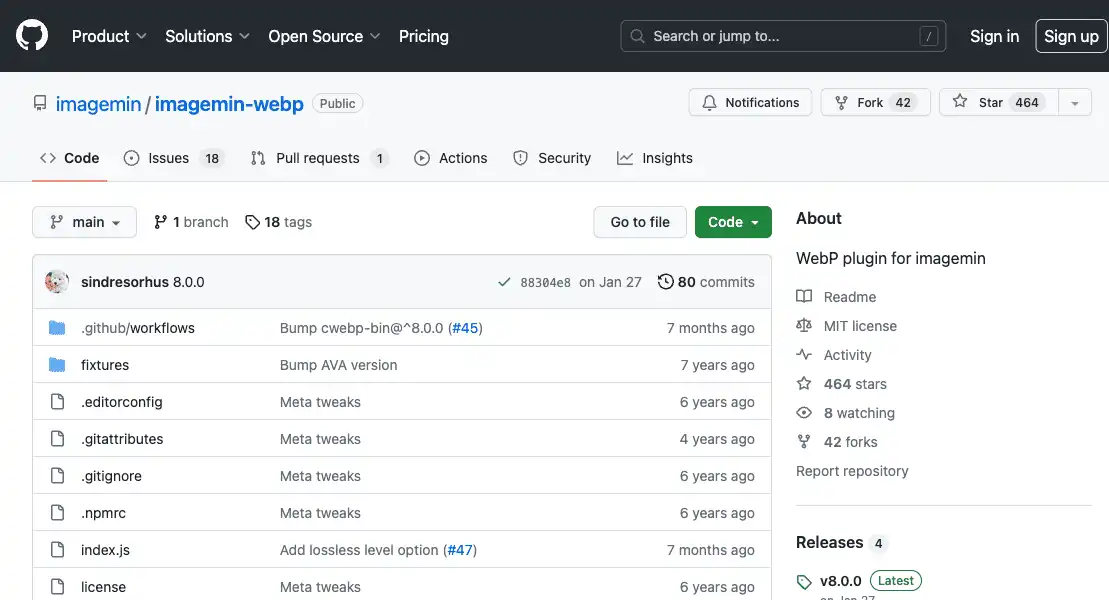 Product Solutions Open Source Pricing Search or jump to... / Sign in Sign up
imagemin / imagemin-webp Public Notifications Fork 42 Star 464
Code Issues 18 Pull requests 1 Actions Security Insights
main 1 branch 18 tags Go to file Code
About
WebP plugin for imagemin
Readme
MIT license
Activity
464 stars
8 watching
42 forks
Report repository
Releases 4
v8.0.0 Latest
on Jan 27
sindresorhus 8.0.0 88304e8 on Jan 27 80 commits
.github/workflows Bump cwebp-bin@^8.0.0 (#45) 7 months ago
fixtures Bump AVA version 7 years ago
.editorconfig Meta tweaks 6 years ago
.gitattributes Meta tweaks 4 years ago
.gitignore Meta tweaks 6 years ago
.npmrc Meta tweaks 6 years ago
index.js Add lossless level option (#47) 7 months ago
license Meta tweaks 6 years ago